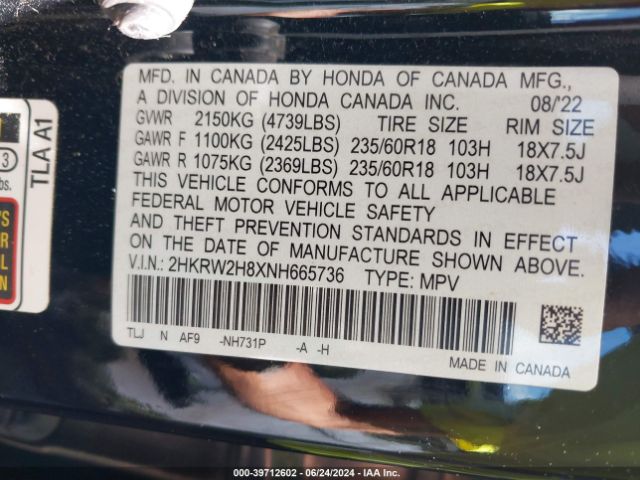 MFD. IN CANADA BY HONDA OF CANADA MFG.,
A DIVISION OF HONDA CANADA INC. 08/'22
GVWR 2150KG (4739LBS) TIRE SIZE RIM SIZE
GAWR F 1100KG (2425LBS) 235/60R18 103H 18X7.5J
GAWR R 1075KG (2369LBS) 235/60R18 103H 18X7.5J
THIS VEHICLE CONFORMS TO ALL APPLICABLE
FEDERAL MOTOR VEHICLE SAFETY
AND THEFT PREVENTION STANDARDS IN EFFECT
ON THE DATE OF MANUFACTURE SHOWN ABOVE.
V.I.N.: 2HKRW2H8XNH665736 TYPE: MPV
TLJ N AF9 -NH731P -A -H
MADE IN CANADA
TLA A1
3
bs.
000-39712602 - 06/24/2024 - IAA Inc.